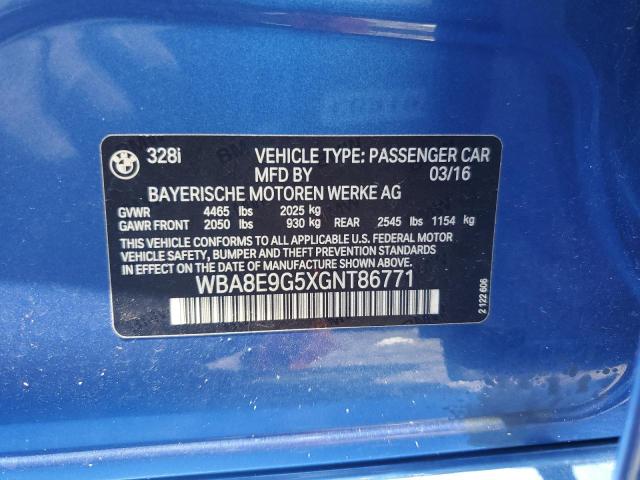 328i VEHICLE TYPE: PASSENGER CAR
MFD BY 03/16
BAYERISCHE MOTOREN WERKE AG
GVWR 4465 lbs 2025 kg
GAWR FRONT 2050 lbs 930 kg REAR 2545 lbs 1154 kg
THIS VEHICLE CONFORMS TO ALL APPLICABLE U.S. FEDERAL MOTOR
VEHICLE SAFETY, BUMPER AND THEFT PREVENTION STANDARDS
IN EFFECT ON THE DATE OF MANUFACTURE SHOWN ABOVE.
WBA8E9G5XGNT86771
2 122 606